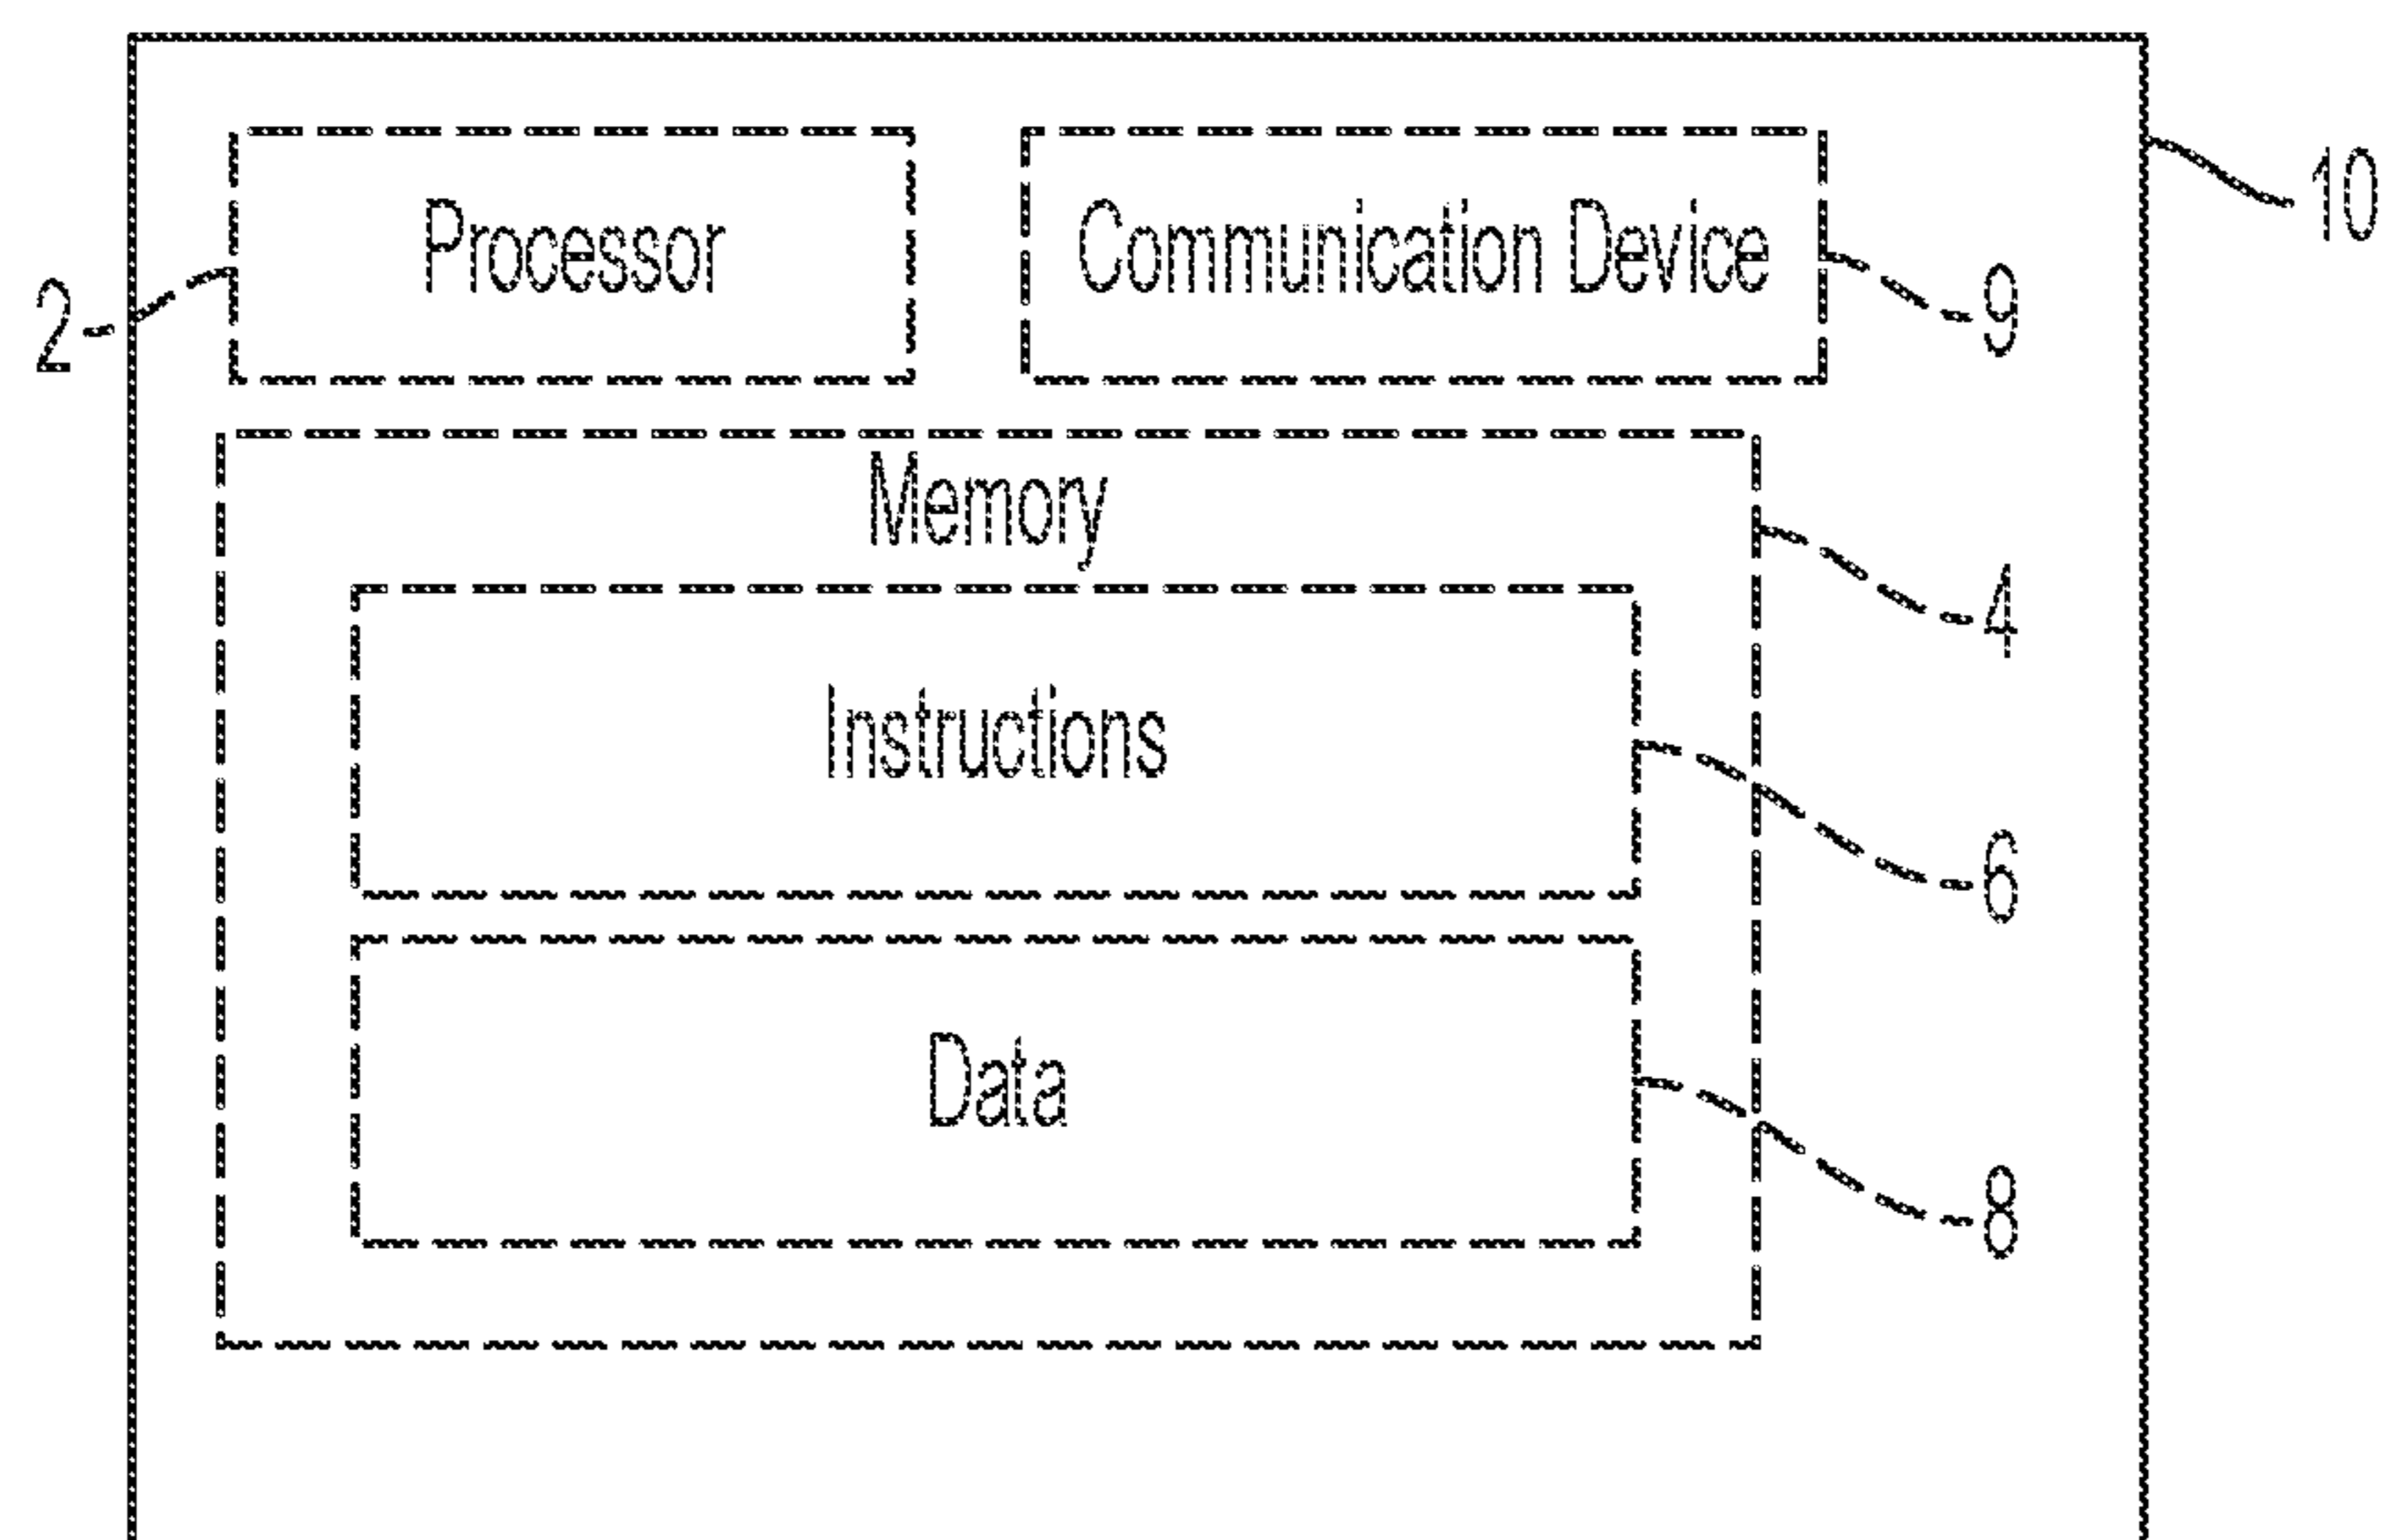 Processor
Communication Device
10
2
9
Memory
4
Instructions
6
Data
8